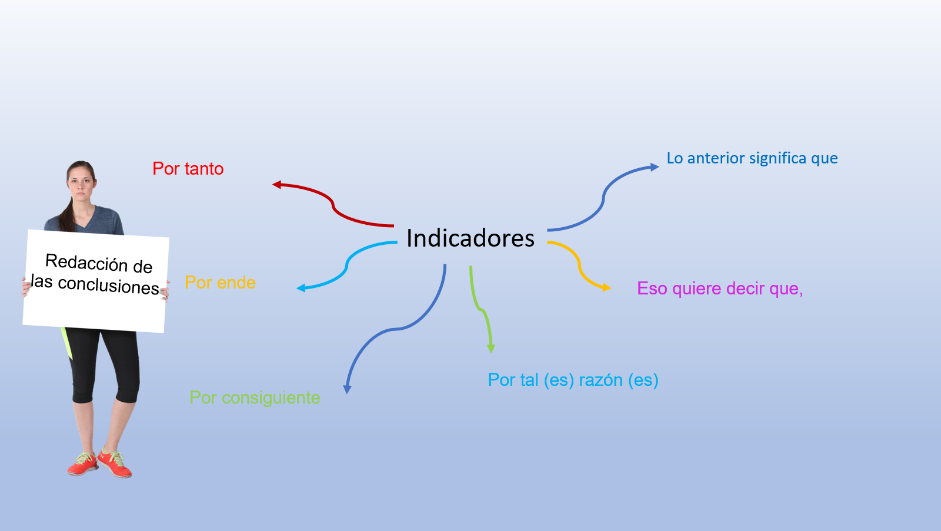 Lo anterior significa que
Por tanto
Indicadores
Redacción de
las conclusiones
Por ende
Eso quiere decir que,
Por tal (es) razón (es)
Por consiguiente